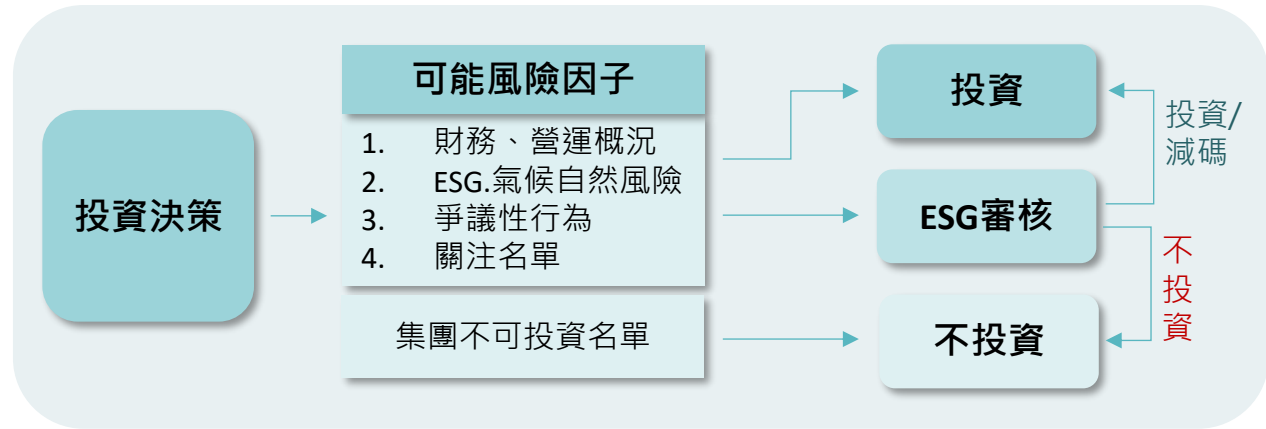 投資決策
可能風險因子
1. 財務、營運概況
2. ESG.氣候自然風險
3. 爭議性行為
4. 關注名單
集團不可投資名單
投資
ESG審核
不投資
投資/
減碼
不
投
資